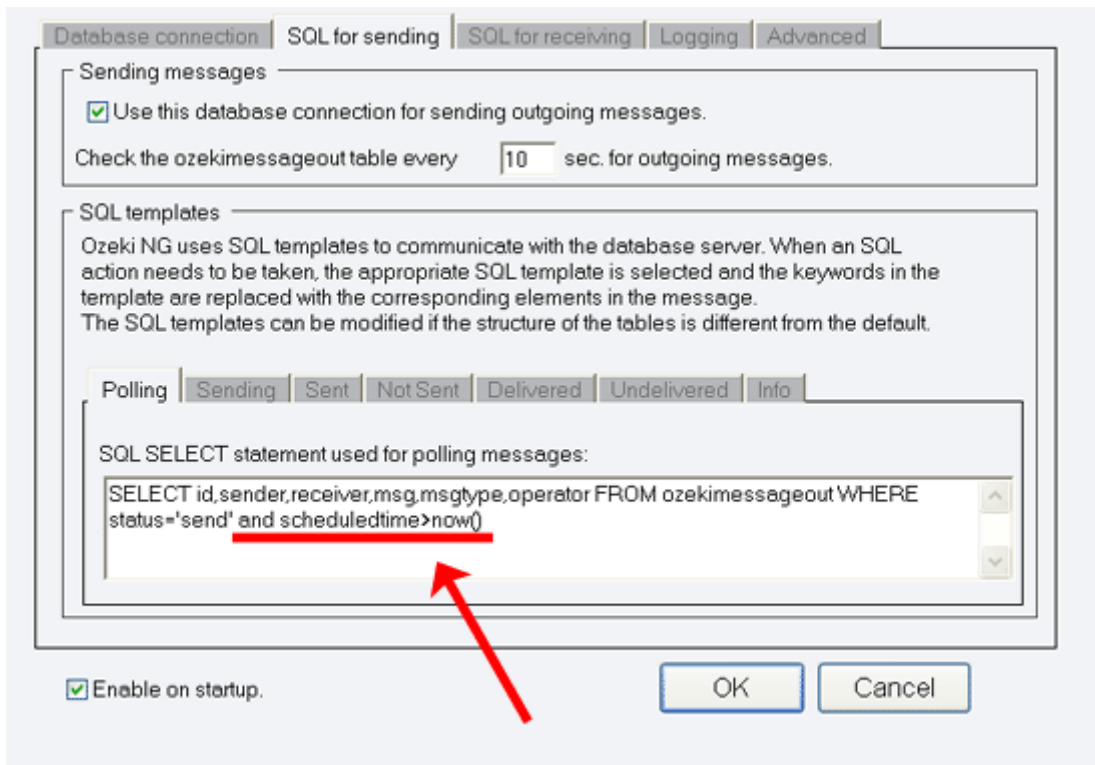 Database connection SQL for sending SQL for receiving Logging Advanced
Sending messages
Use this database connection for sending outgoing messages.
Check the ozekimessageout table every 10 sec. for outgoing messages.
SQL templates
Ozeki NG uses SQL templates to communicate with the database server. When an SQL
action needs to be taken, the appropriate SQL template is selected and the keywords in the
template are replaced with the corresponding elements in the message.
The SQL templates can be modified if the structure of the tables is different from the default.
Polling Sending Sent Not Sent Delivered Undelivered Info
SQL SELECT statement used for polling messages:
SELECT id,sender,receiver,msg,msgtype,operator FROM ozekimessageout WHERE
status='send' and scheduledtime>now()
Enable on startup.
OK Cancel